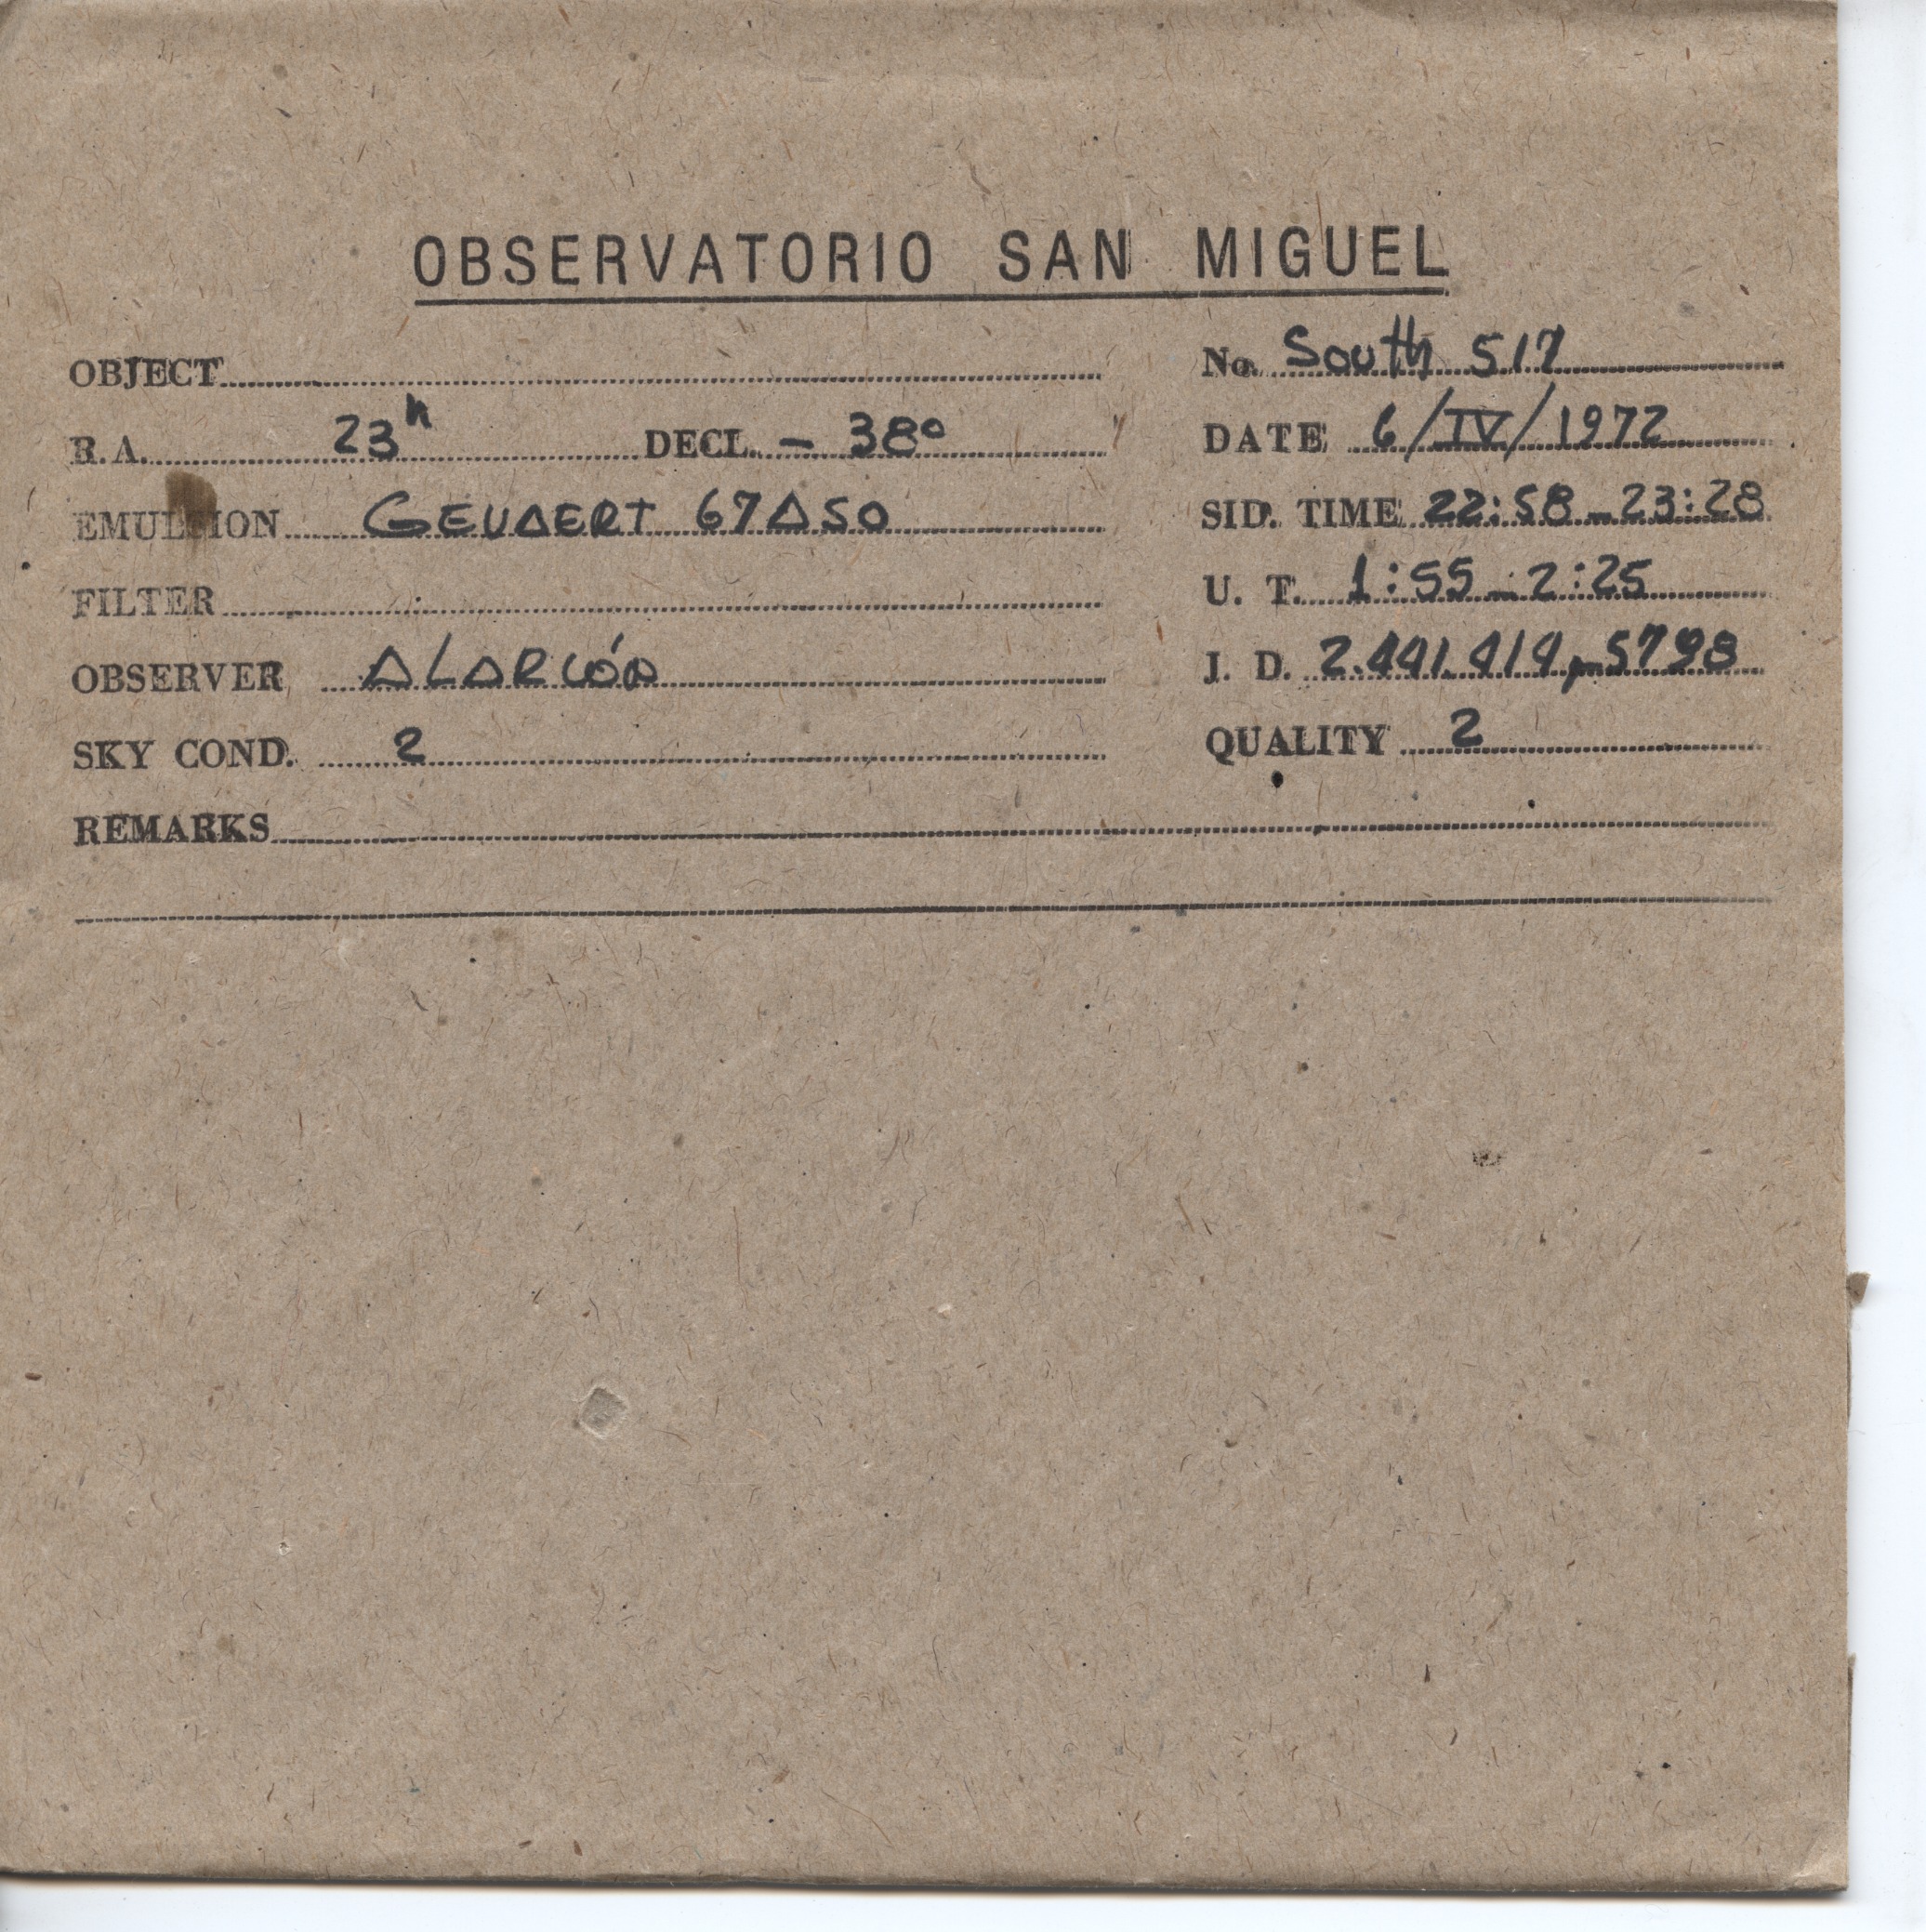 OBSERVATORIO SAN MIGUEL
OBJECT No. South 517
R.A. 23h DECL. - 38° DATE 6/IV/1972
EMULSION GEVAERT 67A50 SID. TIME 22:58 - 23:28
FILTER U. T. 1:55 - 2:25
OBSERVER ALARCÓN J. D. 2.441.414,5798
SKY COND. 2 QUALITY 2
REMARKS